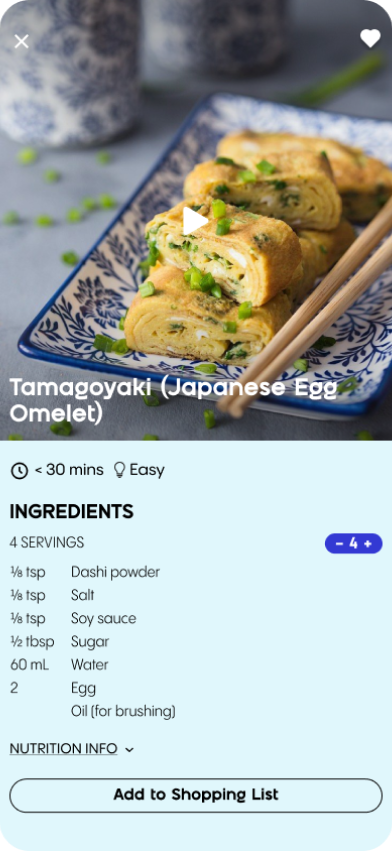 Tamagoyaki (Japanese Egg
Omelet)
< 30 mins Easy
INGREDIENTS
4 SERVINGS
- 4 +
⅛ tsp Dashi powder
⅛ tsp Salt
⅛ tsp Soy sauce
½ tbsp Sugar
60 mL Water
2 Egg
Oil (for brushing)
NUTRITION INFO
Add to Shopping List